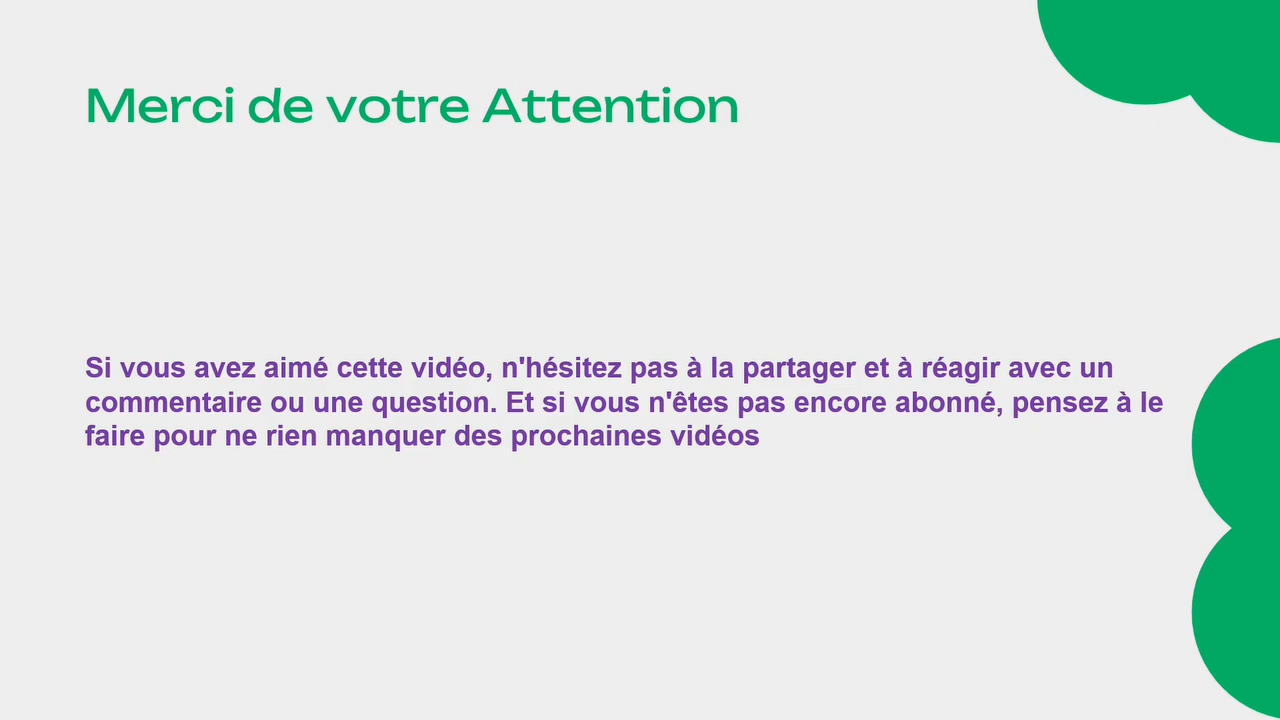 Merci de votre Attention
Si vous avez aimé cette vidéo, n'hésitez pas à la partager et à réagir avec un
commentaire ou une question. Et si vous n'êtes pas encore abonné, pensez à le
faire pour ne rien manquer des prochaines vidéos